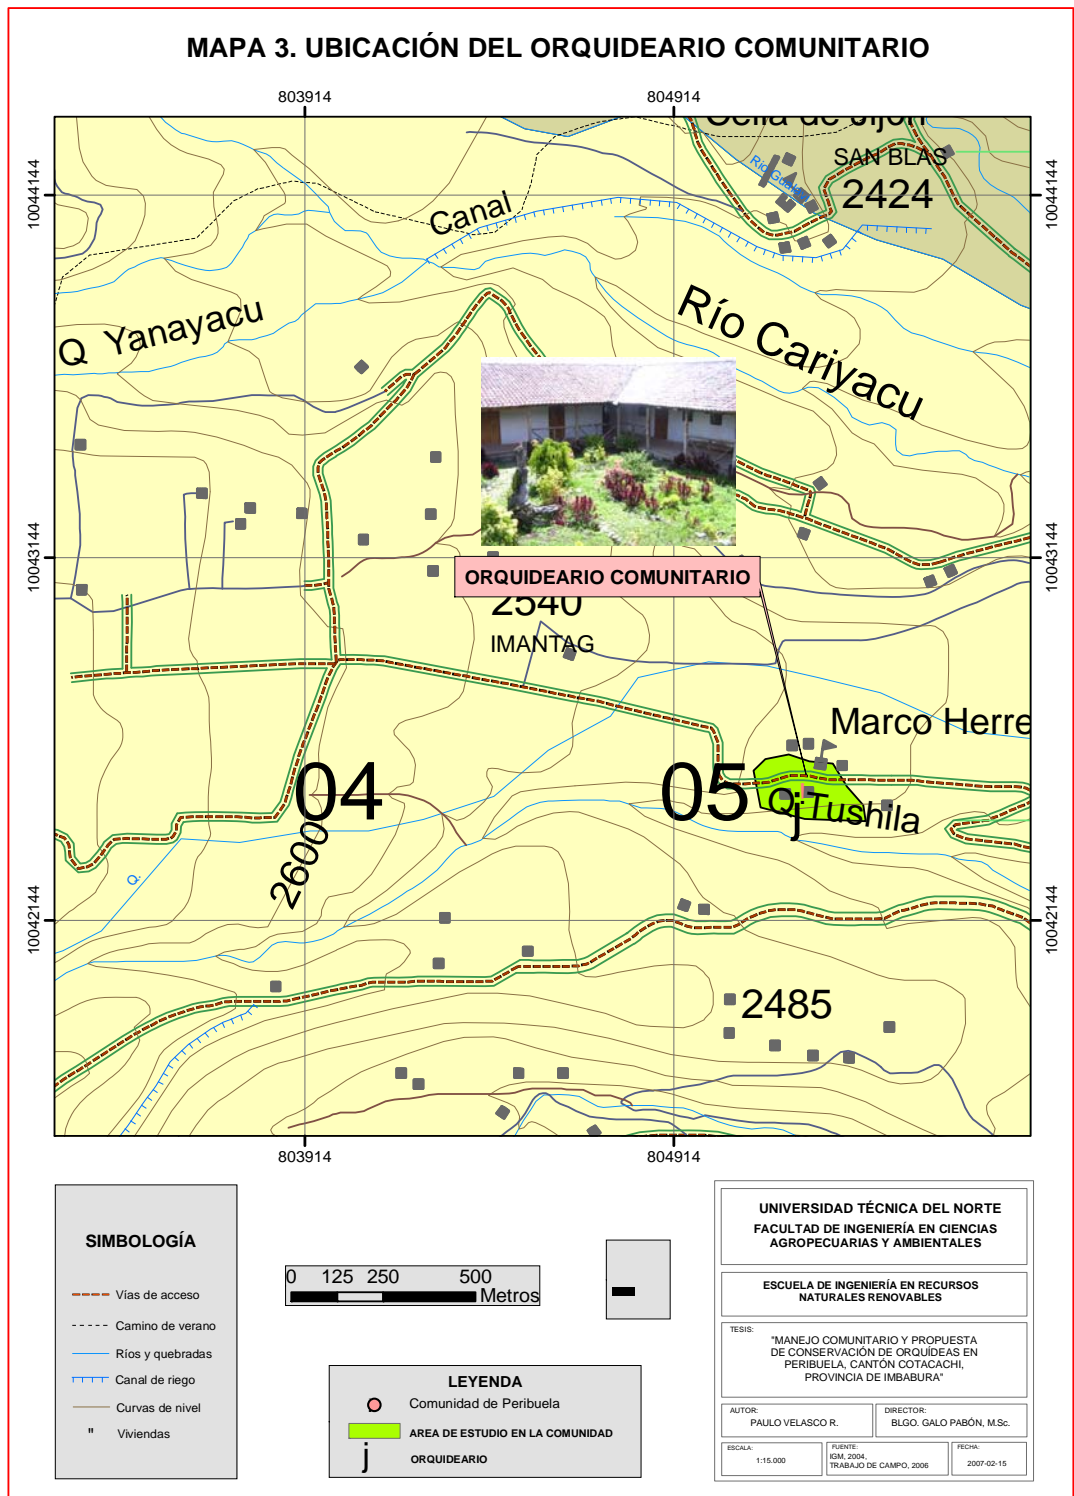 MAPA 3. UBICACIÓN DEL ORQUIDEARIO COMUNITARIO
803914
804914
SAN BLAS
2424
10044144
10044144
Canal
Q Yanayacu
Río Cariyacu
10043144
10043144
ORQUIDEARIO COMUNITARIO
2540
IMANTAG
Marco Herre
04
05
Q.Tushila
j
2600
Q.
10042144
10042144
2485
803914
804914
SIMBOLOGÍA
Vías de acceso
Camino de verano
Ríos y quebradas
Canal de riego
Curvas de nivel
" Viviendas
0 125 250 500
Metros
LEYENDA
Comunidad de Peribuela
AREA DE ESTUDIO EN LA COMUNIDAD
j ORQUIDEARIO
UNIVERSIDAD TÉCNICA DEL NORTE
FACULTAD DE INGENIERÍA EN CIENCIAS
AGROPECUARIAS Y AMBIENTALES
ESCUELA DE INGENIERÍA EN RECURSOS
NATURALES RENOVABLES
TESIS:
"MANEJO COMUNITARIO Y PROPUESTA
DE CONSERVACIÓN DE ORQUÍDEAS EN
PERIBUELA, CANTÓN COTACACHI,
PROVINCIA DE IMBABURA"
AUTOR:
PAULO VELASCO R.
DIRECTOR:
BLGO. GALO PABÓN, M.Sc.
ESCALA:
1:15.000
FUENTE:
IGM, 2004,
TRABAJO DE CAMPO, 2006
FECHA:
2007-02-15